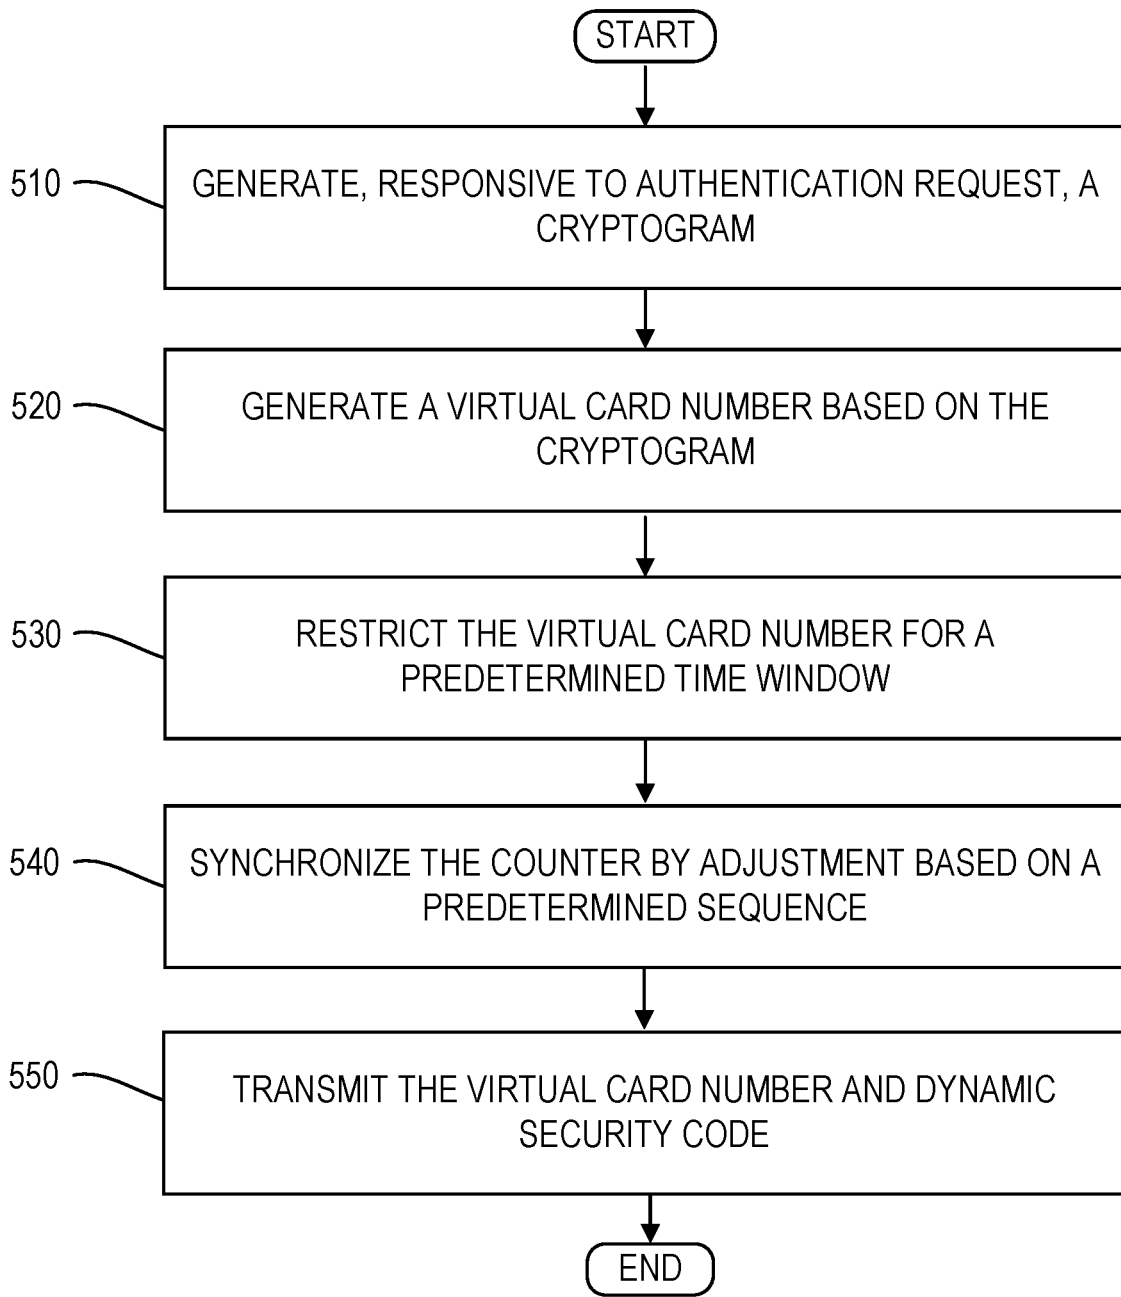 START
510
GENERATE, RESPONSIVE TO AUTHENTICATION REQUEST, A
CRYPTOGRAM
520
GENERATE A VIRTUAL CARD NUMBER BASED ON THE
CRYPTOGRAM
530
RESTRICT THE VIRTUAL CARD NUMBER FOR A
PREDETERMINED TIME WINDOW
540
SYNCHRONIZE THE COUNTER BY ADJUSTMENT BASED ON A
PREDETERMINED SEQUENCE
550
TRANSMIT THE VIRTUAL CARD NUMBER AND DYNAMIC
SECURITY CODE
END